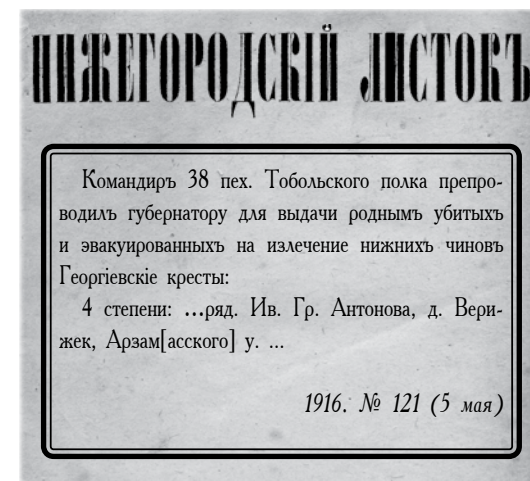 НИЖЕГОРОДСКІЙ ЛИСТОКЪ
Командиръ 38 пех. Тобольского полка препро-
водилъ губернатору для выдачи роднымъ убитыхъ
и эвакуированныхъ на излечение нижнихъ чиновъ
Георгіевскіе кресты:
4 степени: ...ряд. Ив. Гр. Антонова, д. Вери-
жек, Арзам[асского] у. ...
1916. № 121 (5 мая)